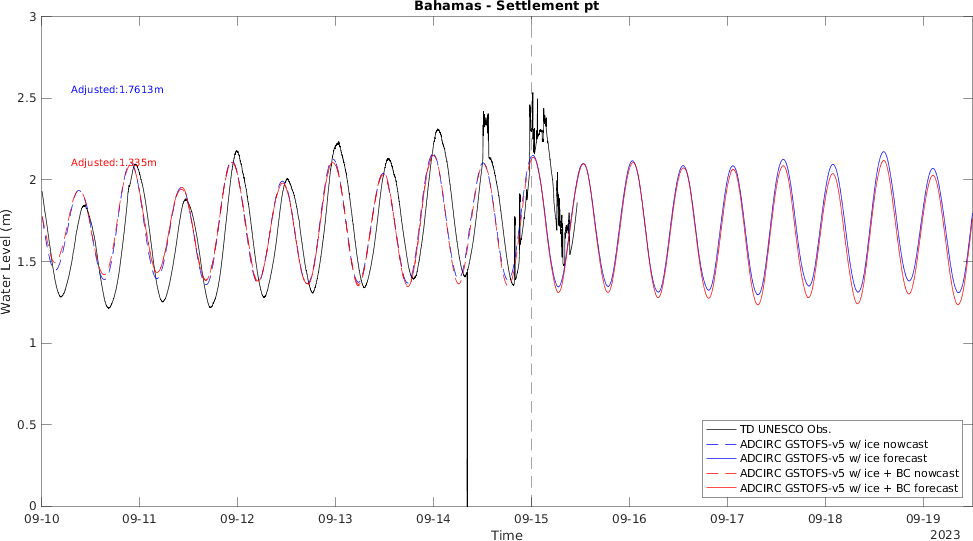 Bahamas - Settlement pt
3
2.5
2
1.5
1
0.5
0
Water Level (m)
Adjusted:1.7613m
Adjusted:1.335m
TD UNESCO Obs.
ADCIRC GSTOFS-v5 w/ ice nowcast
ADCIRC GSTOFS-v5 w/ ice forecast
ADCIRC GSTOFS-v5 w/ ice + BC nowcast
ADCIRC GSTOFS-v5 w/ ice + BC forecast
09-10 09-11 09-12 09-13 09-14 09-15 09-16 09-17 09-18 09-19
Time
2023